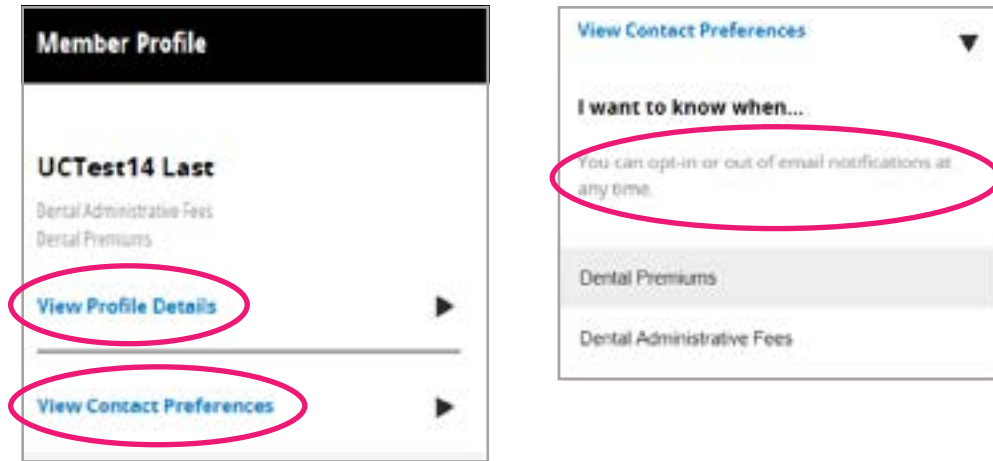 Member Profile
UCTest14 Last
Dental Administrative Fees
Dental Premiums
View Profile Details
View Contact Preferences
View Contact Preferences
I want to know when...
You can opt-in or out of email notifications at
any time.
Dental Premiums
Dental Administrative Fees